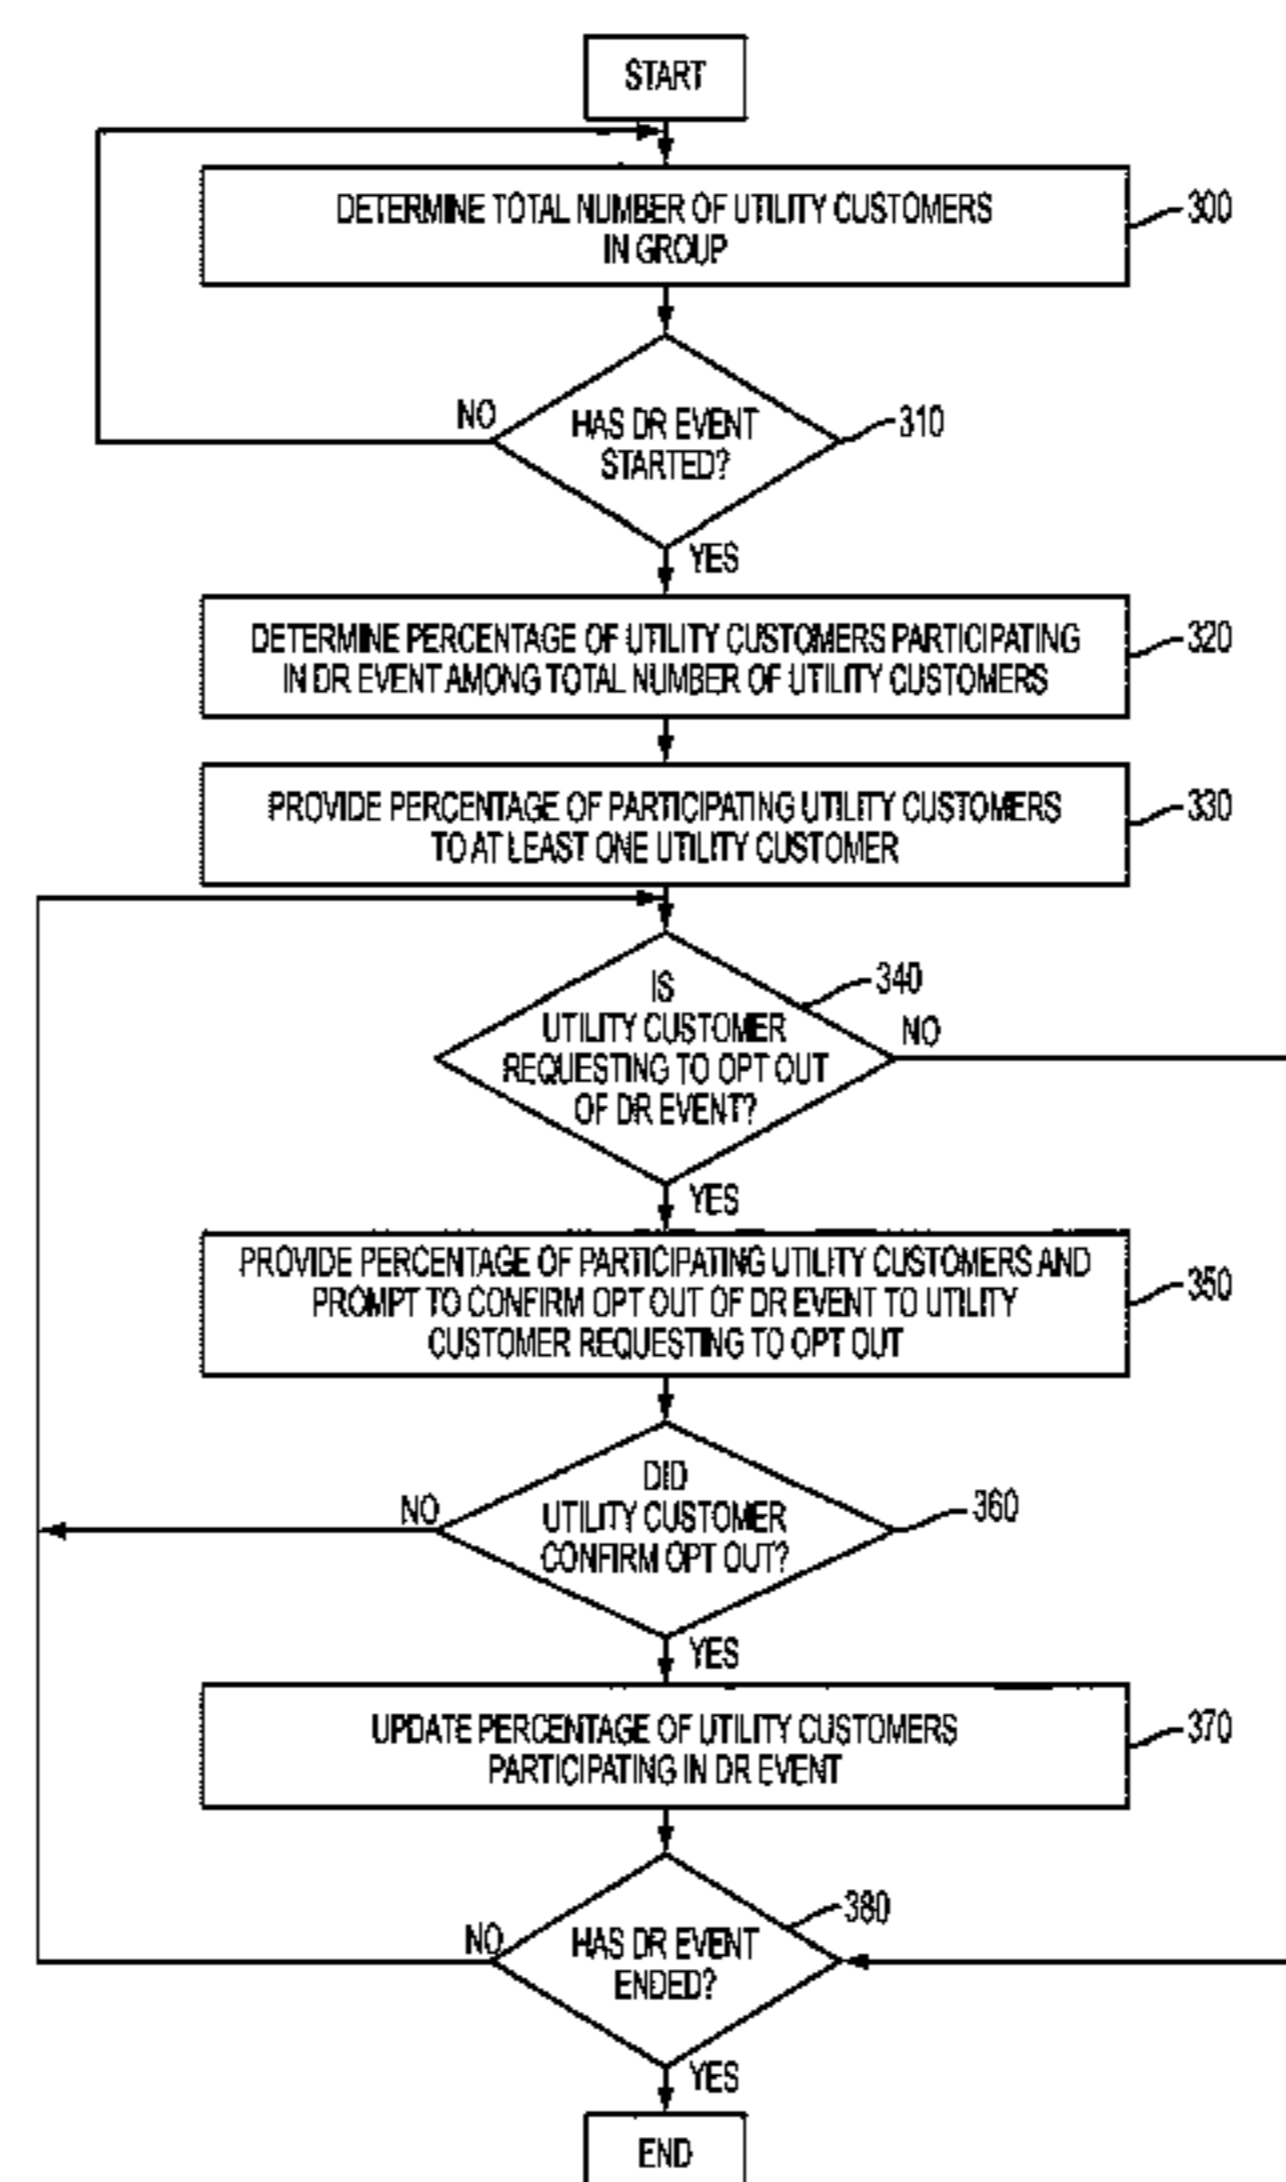 START
DETERMINE TOTAL NUMBER OF UTILITY CUSTOMERS
IN GROUP
300
NO
HAS DR EVENT
STARTED?
310
YES
DETERMINE PERCENTAGE OF UTILITY CUSTOMERS PARTICIPATING
IN DR EVENT AMONG TOTAL NUMBER OF UTILITY CUSTOMERS
320
PROVIDE PERCENTAGE OF PARTICIPATING UTILITY CUSTOMERS
TO AT LEAST ONE UTILITY CUSTOMER
330
IS
UTILITY CUSTOMER
REQUESTING TO OPT OUT
OF DR EVENT?
340
NO
YES
PROVIDE PERCENTAGE OF PARTICIPATING UTILITY CUSTOMERS AND
PROMPT TO CONFIRM OPT OUT OF DR EVENT TO UTILITY
CUSTOMER REQUESTING TO OPT OUT
350
NO
DID
UTILITY CUSTOMER
CONFIRM OPT OUT?
360
YES
UPDATE PERCENTAGE OF UTILITY CUSTOMERS
PARTICIPATING IN DR EVENT
370
NO
HAS DR EVENT
ENDED?
380
YES
END